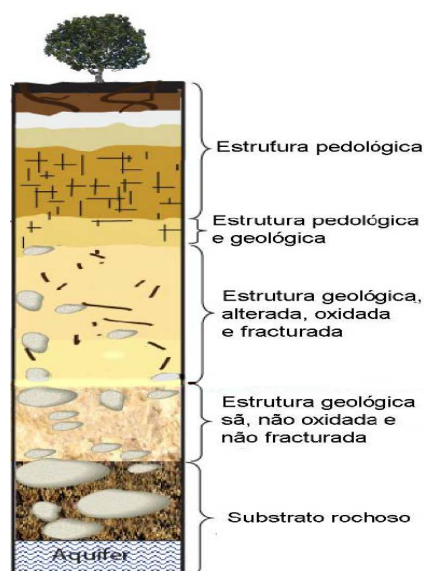 Estrufura pedológica
Estrutura pedológica
e geológica
Estrutura geológica,
alterada, oxidada
e fracturada
Estrutura geológica
sã, não oxidada e
não fracturada
Substrato rochoso
Aquifer